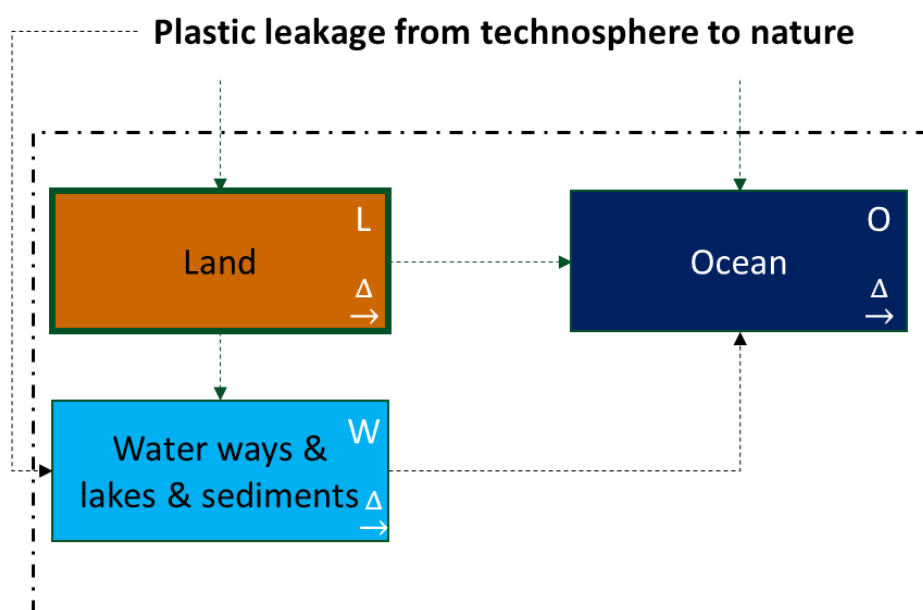 Plastic leakage from technosphere to nature
L
Land
Δ
→
O
Ocean
Δ
→
W
Water ways &
lakes & sediments
Δ
→